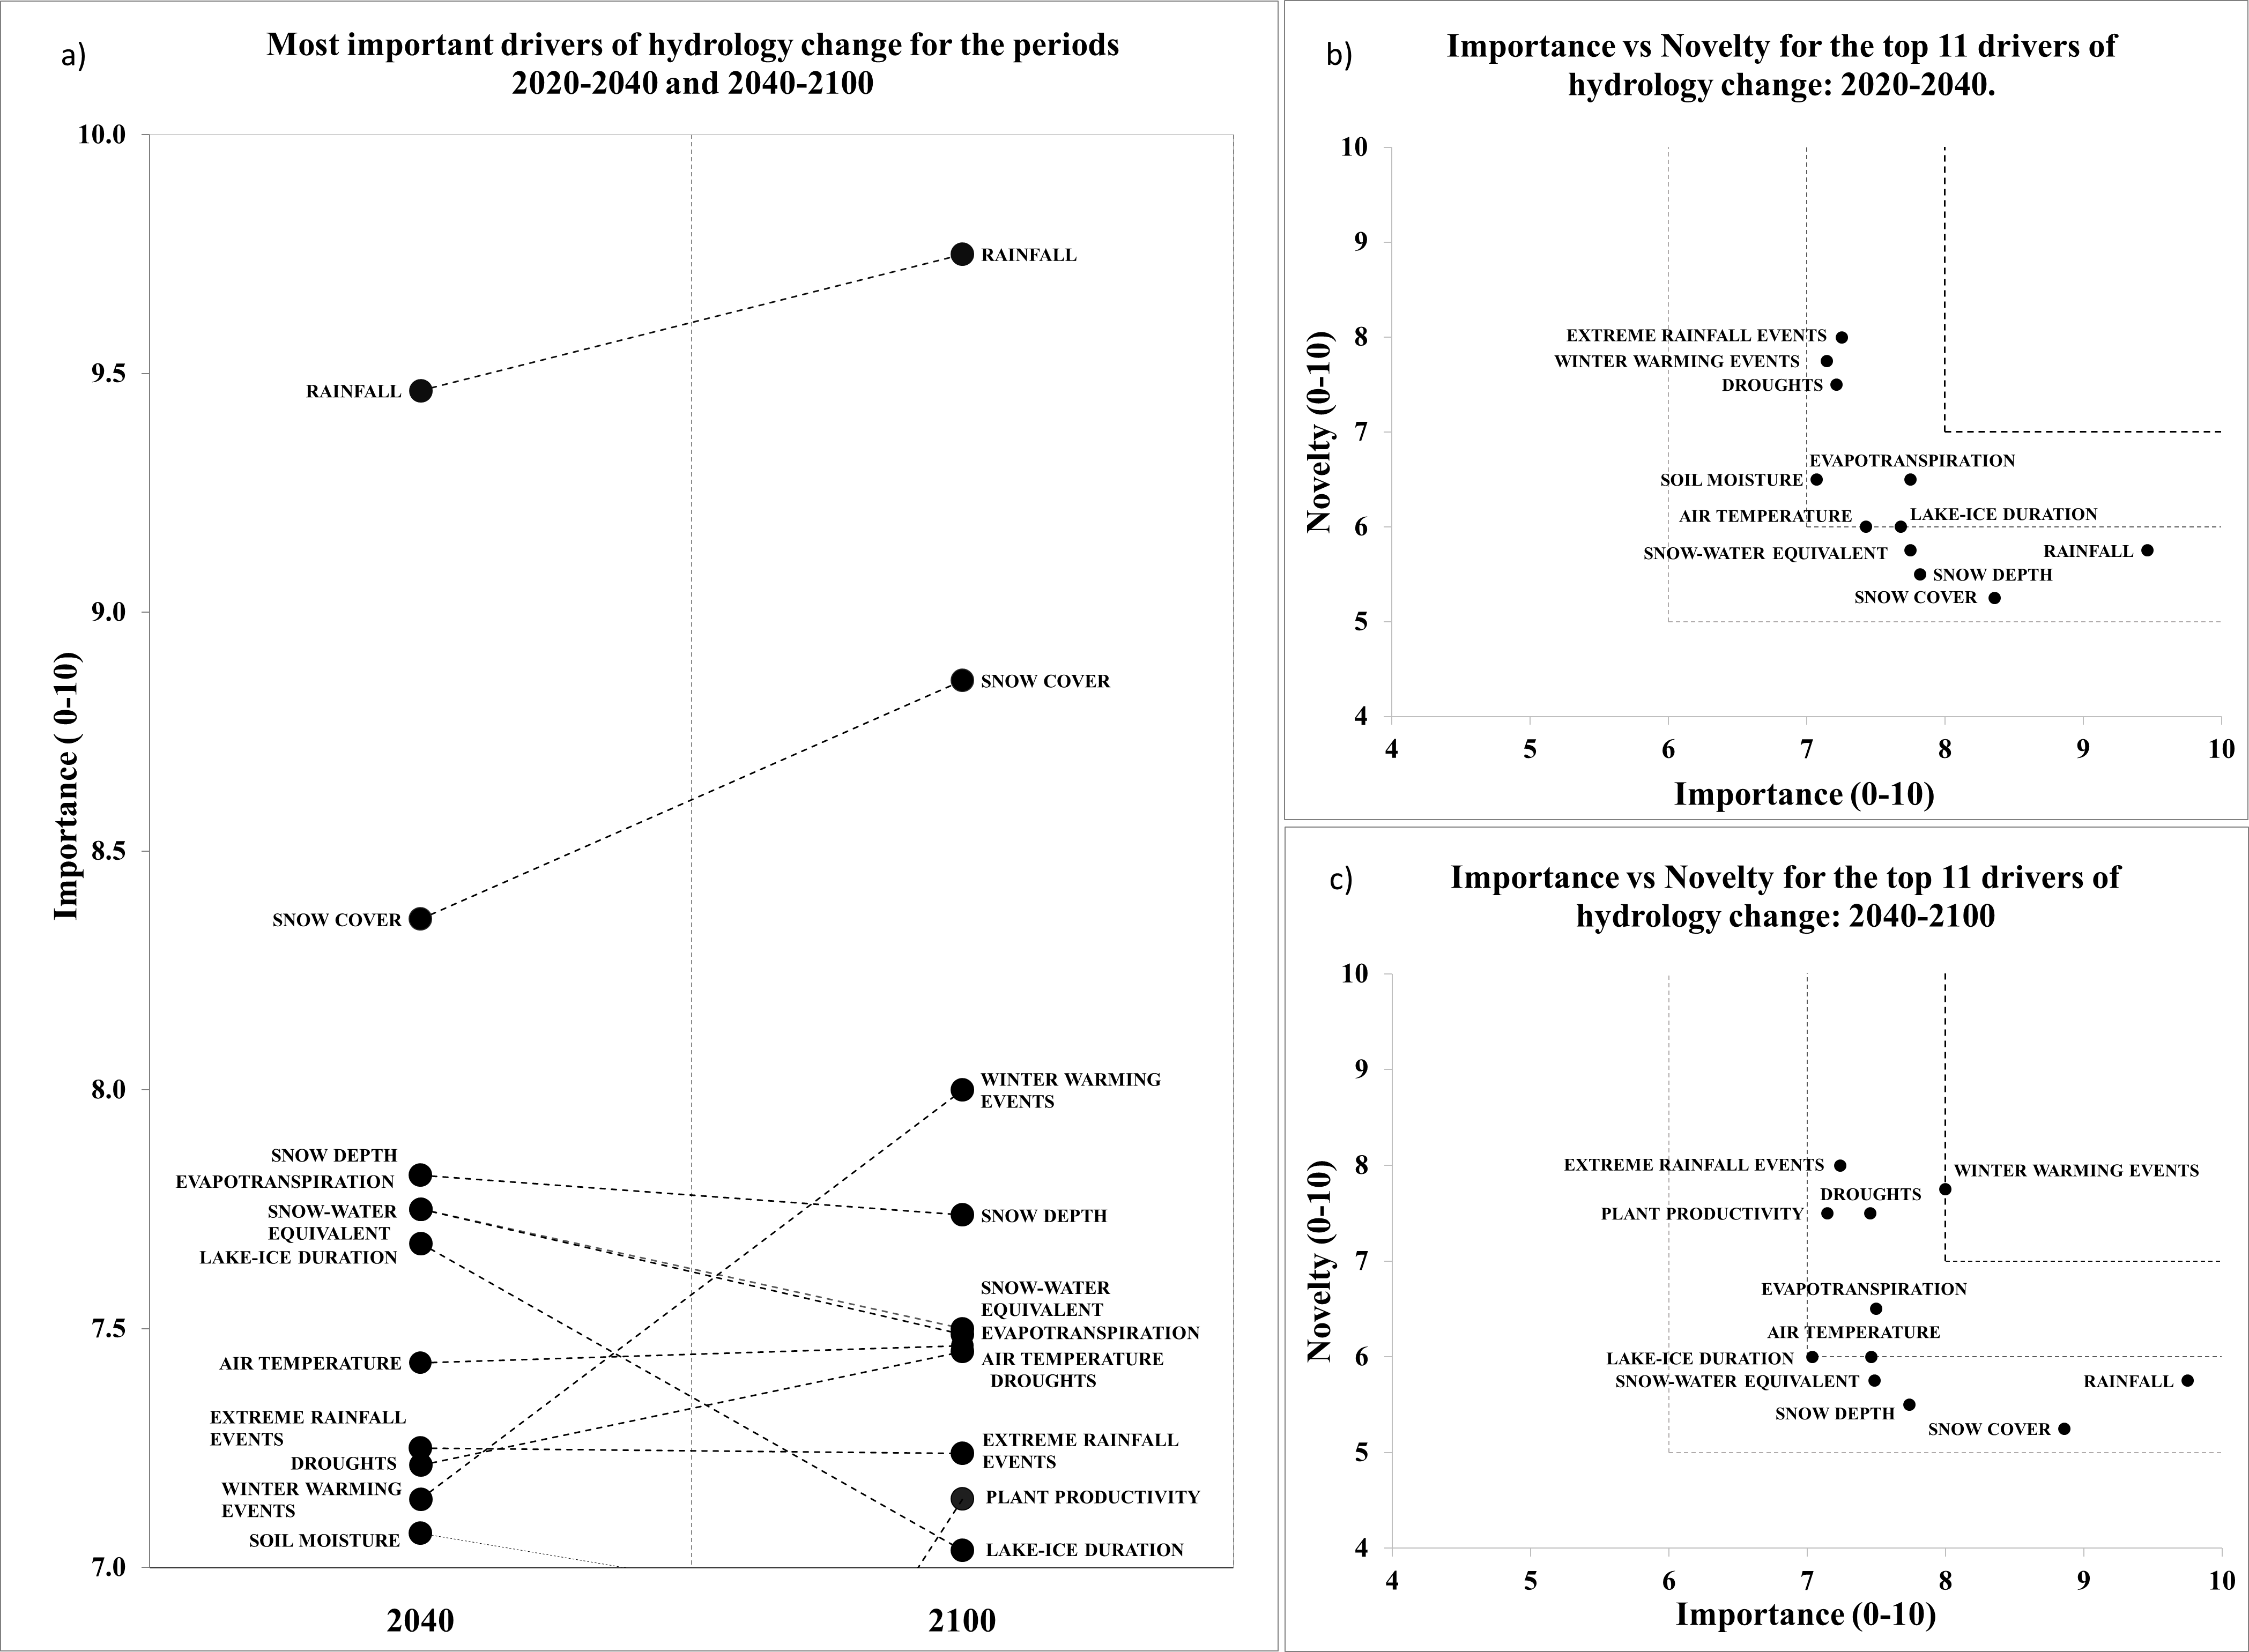 a)
Most important drivers of hydrology change for the periods
2020-2040 and 2040-2100
Importance ( 0-10)
10.0
9.5
9.0
8.5
8.0
7.5
7.0
RAINFALL
RAINFALL
SNOW COVER
SNOW COVER
WINTER WARMING
EVENTS
SNOW DEPTH
EVAPOTRANSPIRATION
SNOW-WATER
EQUIVALENT
LAKE-ICE DURATION
SNOW DEPTH
SNOW-WATER
EQUIVALENT
EVAPOTRANSPIRATION
AIR TEMPERATURE
DROUGHTS
AIR TEMPERATURE
EXTREME RAINFALL
EVENTS
DROUGHTS
WINTER WARMING
EVENTS
SOIL MOISTURE
EXTREME RAINFALL
EVENTS
PLANT PRODUCTIVITY
LAKE-ICE DURATION
2040
2100
b)
Importance vs Novelty for the top 11 drivers of
hydrology change: 2020-2040.
Novelty (0-10)
10
9
8
7
6
5
4
EXTREME RAINFALL EVENTS
WINTER WARMING EVENTS
DROUGHTS
EVAPOTRANSPIRATION
SOIL MOISTURE
AIR TEMPERATURE
LAKE-ICE DURATION
SNOW-WATER EQUIVALENT
RAINFALL
SNOW DEPTH
SNOW COVER
4
5
6
7
8
9
10
Importance (0-10)
c)
Importance vs Novelty for the top 11 drivers of
hydrology change: 2040-2100
Novelty (0-10)
10
9
8
7
6
5
4
EXTREME RAINFALL EVENTS
WINTER WARMING EVENTS
DROUGHTS
PLANT PRODUCTIVITY
EVAPOTRANSPIRATION
AIR TEMPERATURE
LAKE-ICE DURATION
SNOW-WATER EQUIVALENT
RAINFALL
SNOW DEPTH
SNOW COVER
4
5
6
7
8
9
10
Importance (0-10)